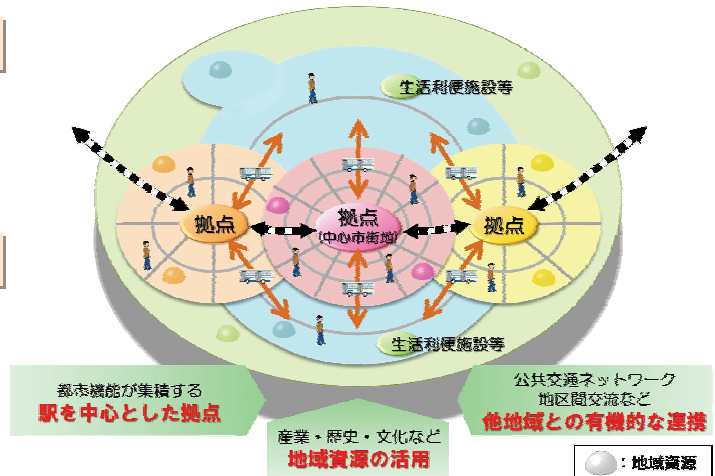 生活利便施設等
拠点
拠点
(中心市街地)
拠点
生活利便施設等
都市機能が集積する
駅を中心とした拠点
産業・歴史・文化など
地域資源の活用
公共交通ネットワーク
地区間交流など
他地域との有機的な連携
：地域資源